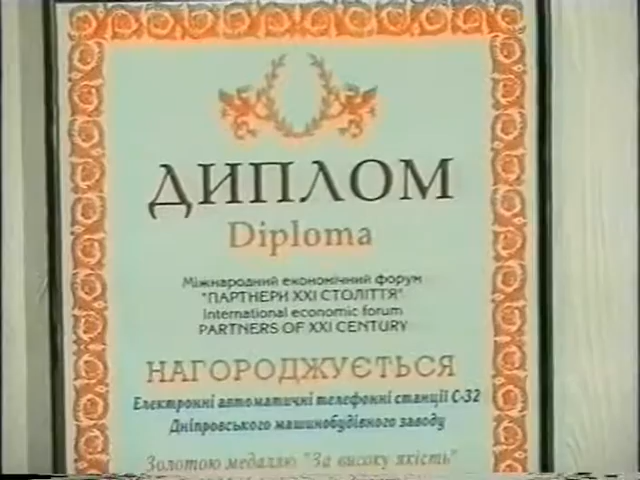 ДИПЛОМ
Diploma
Міжнародний економічний форум
"ПАРТНЕРИ XXI СТОЛІТТЯ"
International economic forum
PARTNERS OF XXI CENTURY
НАГОРОДЖУЄТЬСЯ
Електронні автоматичні телефонні станції С-32
Дніпровського машинобудівного заводу
Золотою медаллю "За високу якість"